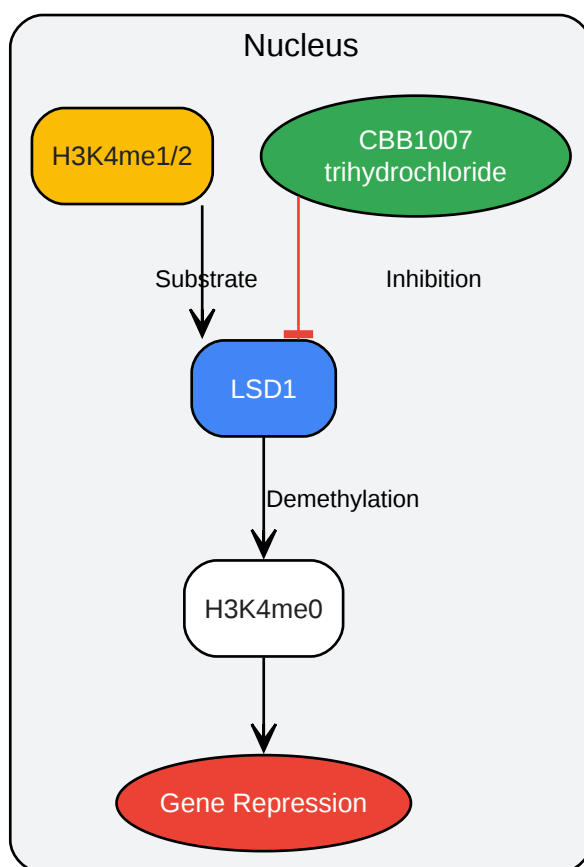 Nucleus
H3K4me1/2
CBB1007
trihydrochloride
Substrate
Inhibition
LSD1
Demethylation
H3K4me0
Gene Repression